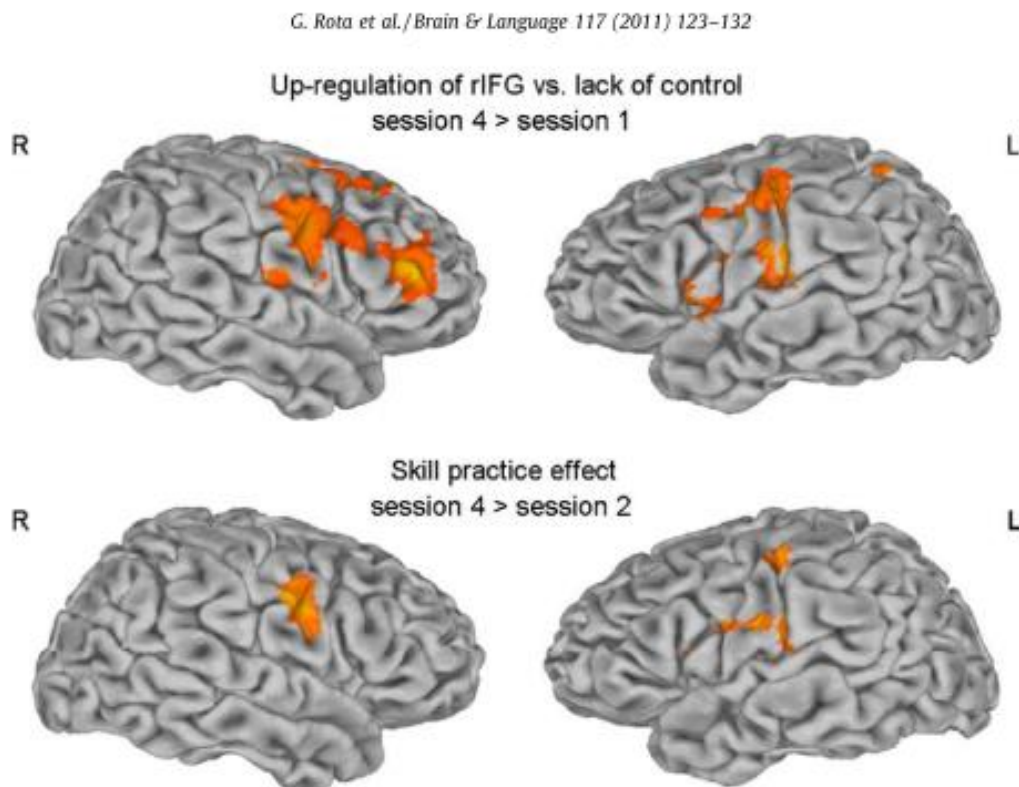 G. Rota et al. / Brain & Language 117 (2011) 123–132
Up-regulation of rIFG vs. lack of control
session 4 > session 1
R
L
Skill practice effect
session 4 > session 2
R
L